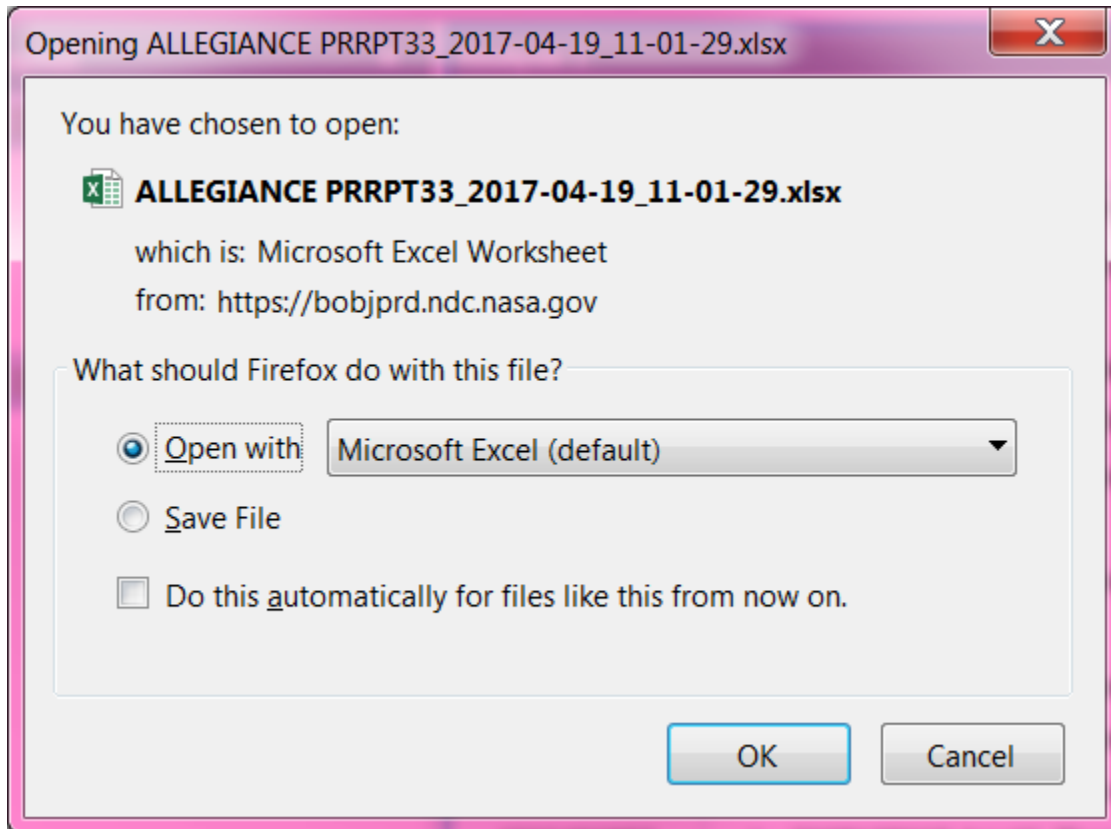 Opening ALLEGIANCE PRRPT33_2017-04-19_11-01-29.xlsx
You have chosen to open:
ALLEGIANCE PRRPT33_2017-04-19_11-01-29.xlsx
which is: Microsoft Excel Worksheet
from: https://bobjprd.ndc.nasa.gov
What should Firefox do with this file?
Open with Microsoft Excel (default)
Save File
Do this automatically for files like this from now on.
OK Cancel